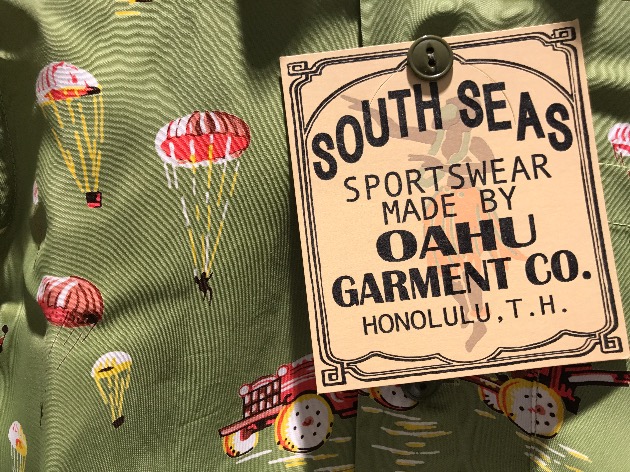 SOUTH SEAS
SPORTSWEAR
MADE BY
OAHU
GARMENT CO.
HONOLULU, T.H.